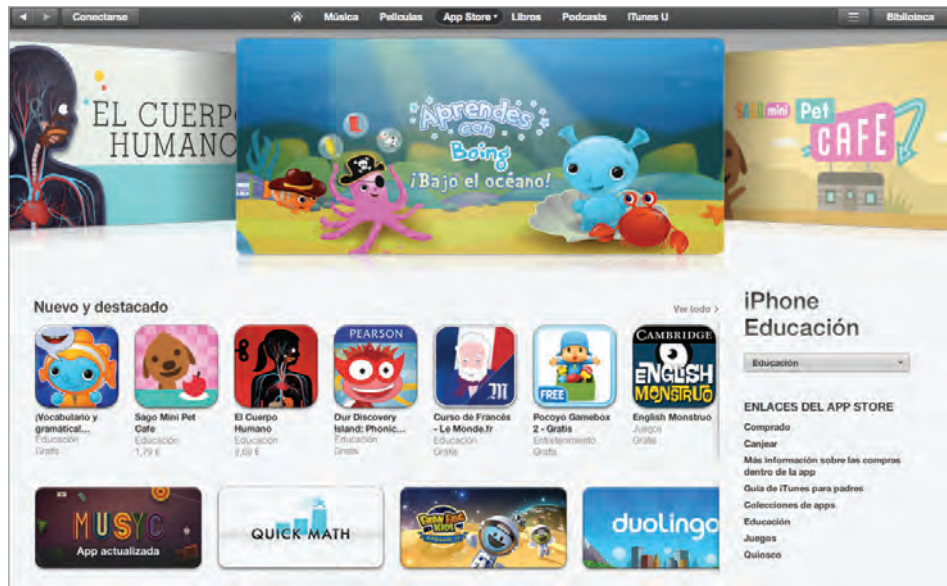 Conectarse
Música Películas App Store Libros Podcasts iTunes U
Biblioteca
EL CUERPO
HUMANO
Aprendes
con
Boing
¡Bajo el océano!
SAGO mini Pet
CAFE
Nuevo y destacado
Ver todo >
iPhone
Educación
Educación
PEARSON
M
FREE
CAMBRIDGE
ENGLISH
MONSTRUO
¡Vocabulario y
gramática!...
Educación
Gratis
Sago Mini Pet
Cafe
Educación
1,79 €
El Cuerpo
Humano
Educación
2,69 €
Our Discovery
Island: Phonic...
Educación
Gratis
Curso de Francés
- Le Monde.fr
Educación
Gratis
Pocoyo Gamebox
2 - Gratis
Entretenimiento
Gratis
English Monstruo
Juegos
Gratis
ENLACES DEL APP STORE
Comprado
Canjear
Más información sobre las compras
dentro de la app
Guía de iTunes para padres
Colecciones de apps
Educación
Juegos
Quiosco
MUSYC
App actualizada
QUICK MATH
duolingo